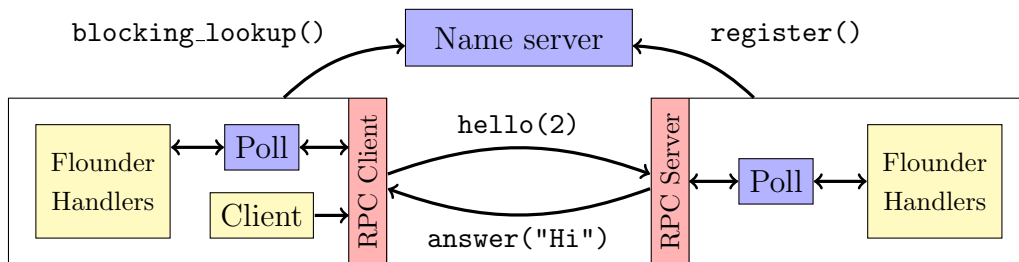 blocking_lookup()
Name server
register()
Flounder
Handlers
Poll
Client
RPC Client
hello(2)
answer("Hi")
RPC Server
Poll
Flounder
Handlers